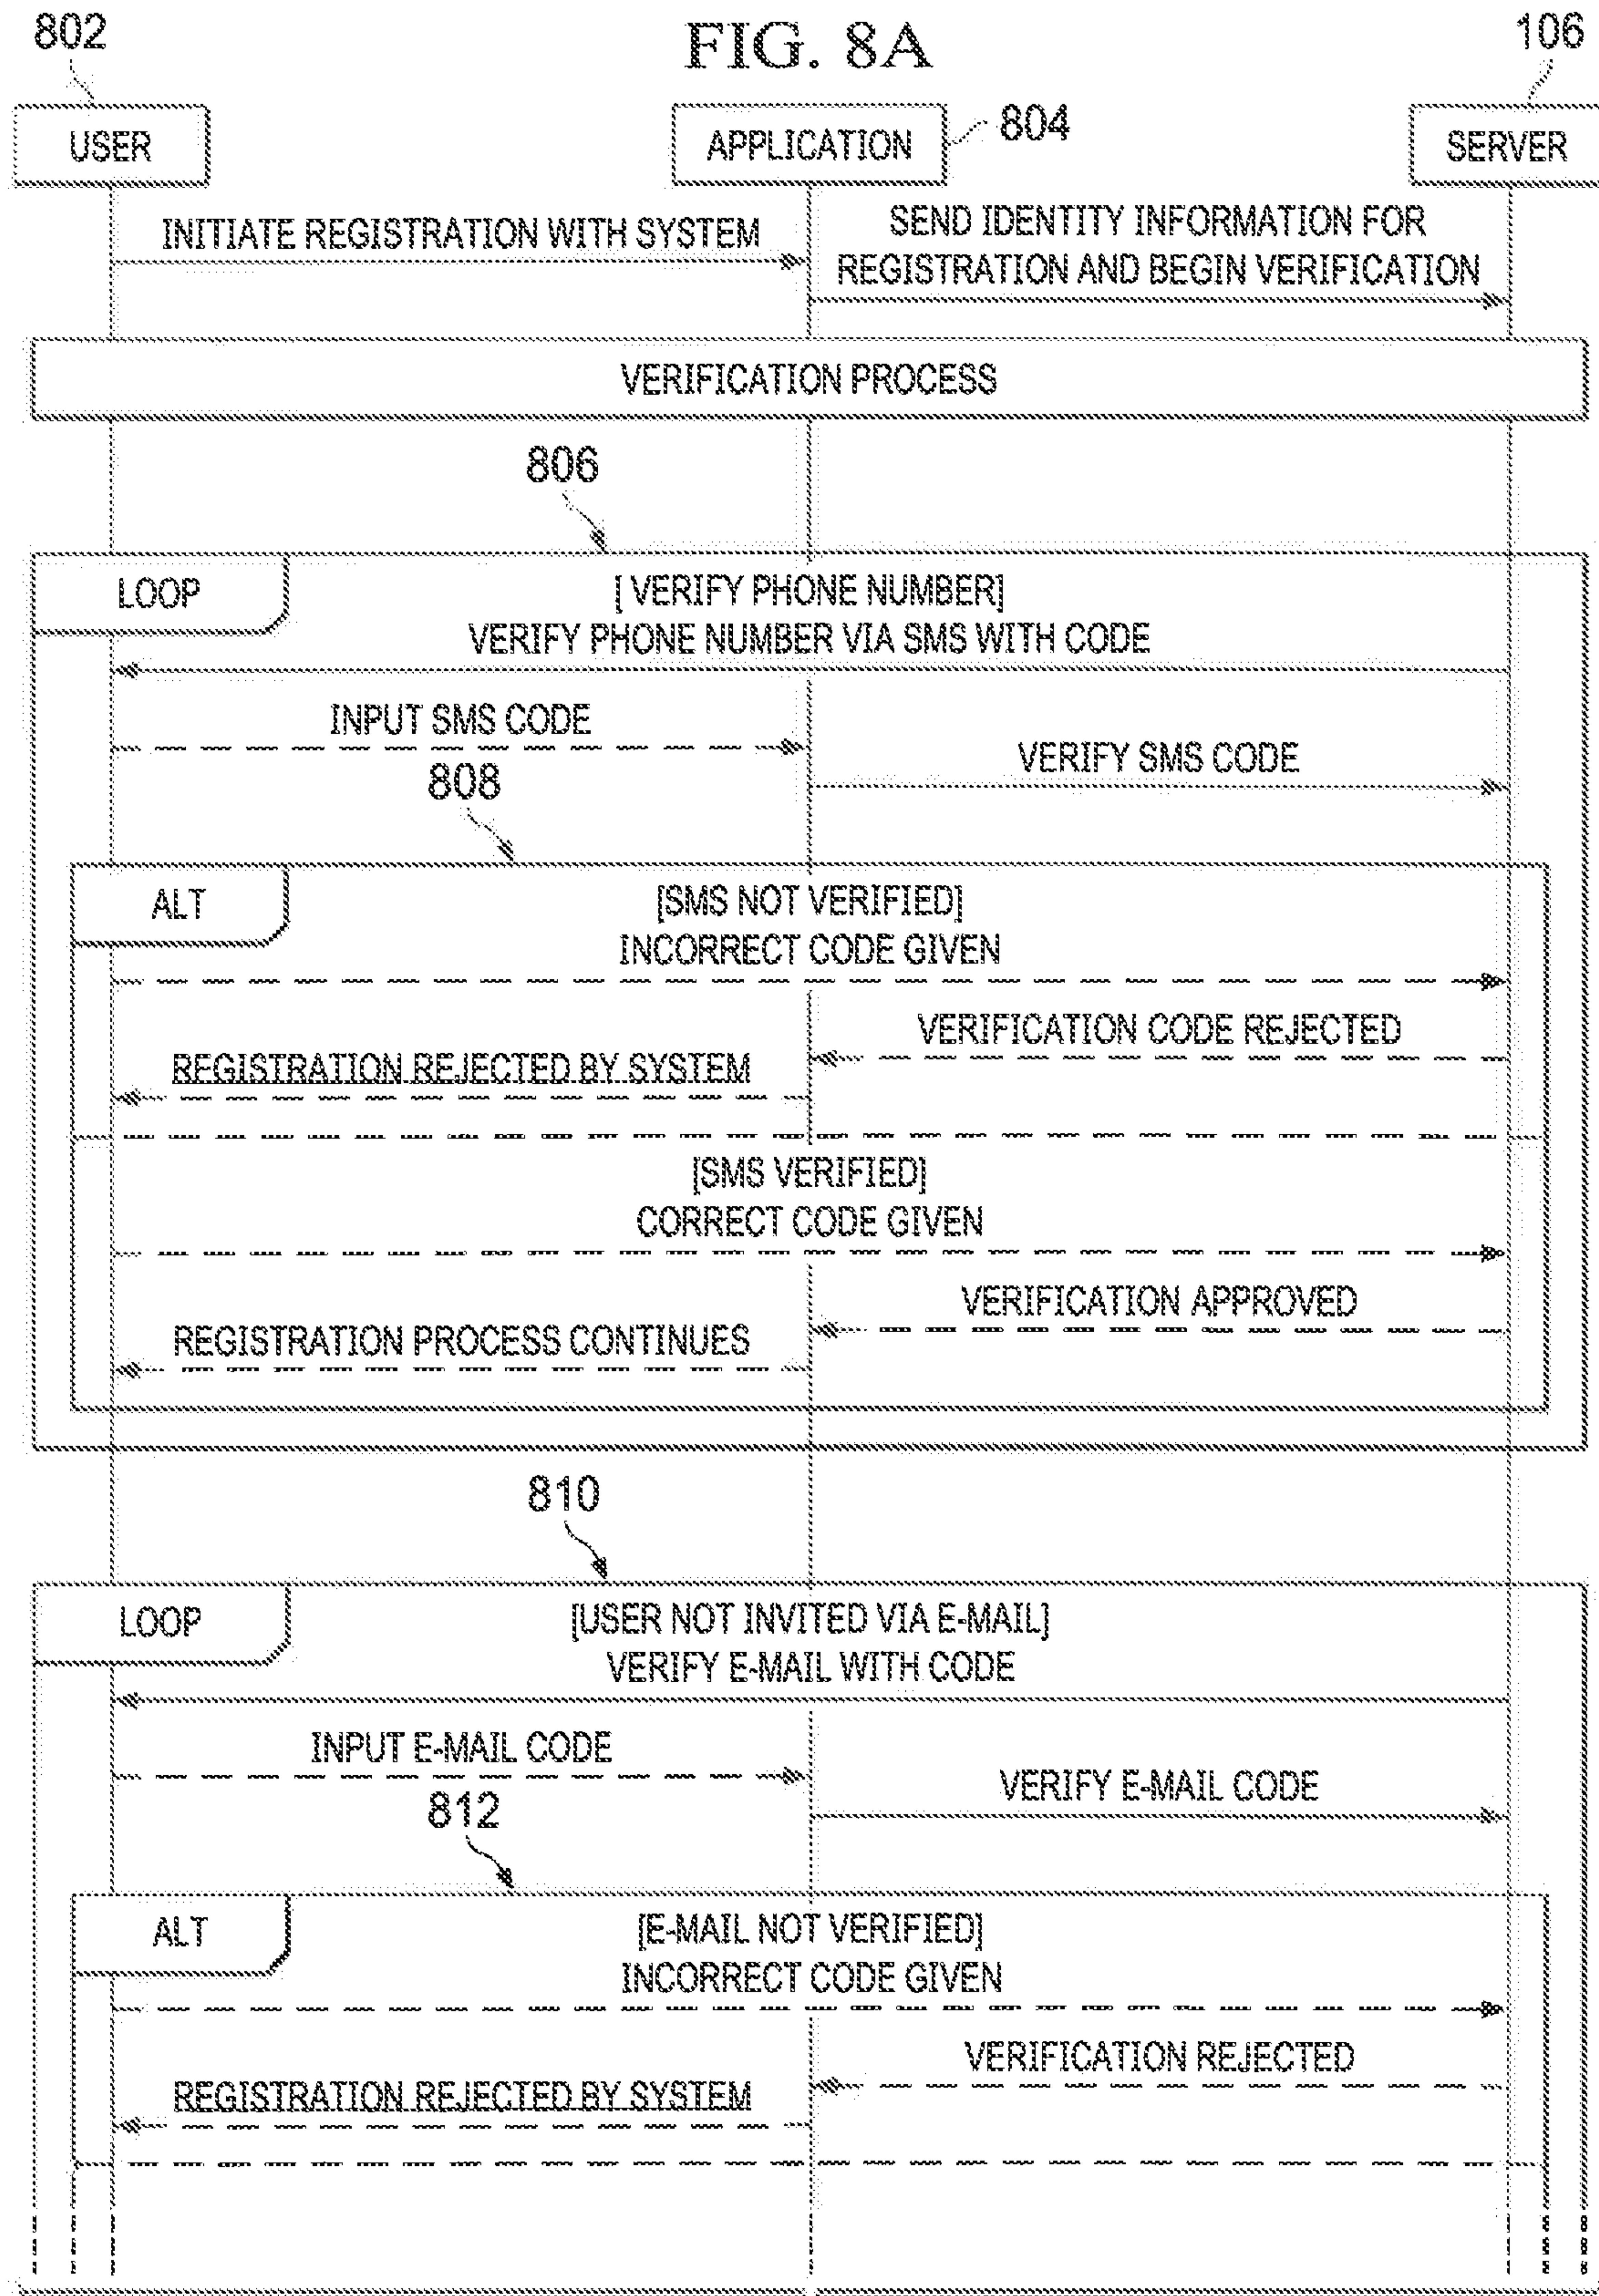 802
FIG. 8A
106
USER
APPLICATION
804
SERVER
INITIATE REGISTRATION WITH SYSTEM
SEND IDENTITY INFORMATION FOR
REGISTRATION AND BEGIN VERIFICATION
VERIFICATION PROCESS
806
LOOP
[ VERIFY PHONE NUMBER]
VERIFY PHONE NUMBER VIA SMS WITH CODE
INPUT SMS CODE
VERIFY SMS CODE
808
ALT
[SMS NOT VERIFIED]
INCORRECT CODE GIVEN
VERIFICATION CODE REJECTED
REGISTRATION REJECTED BY SYSTEM
[SMS VERIFIED]
CORRECT CODE GIVEN
VERIFICATION APPROVED
REGISTRATION PROCESS CONTINUES
810
LOOP
[USER NOT INVITED VIA E-MAIL]
VERIFY E-MAIL WITH CODE
INPUT E-MAIL CODE
VERIFY E-MAIL CODE
812
ALT
[E-MAIL NOT VERIFIED]
INCORRECT CODE GIVEN
VERIFICATION REJECTED
REGISTRATION REJECTED BY SYSTEM